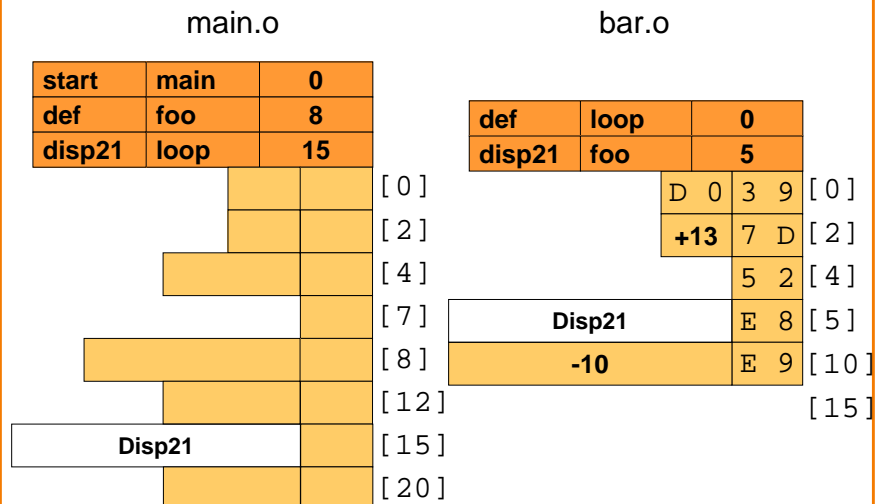 main.o
bar.o
start main 0
def foo 8
disp21 loop 15
[0]
[2]
[4]
[7]
[8]
[12]
Disp21 [15]
[20]
def loop 0
disp21 foo 5
D 0 3 9 [0]
+13 7 D [2]
5 2 [4]
Disp21 E 8 [5]
-10 E 9 [10]
[15]